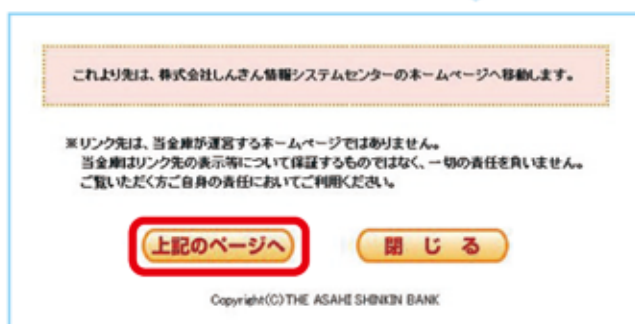 これより先は、株式会社しんきん情報システムセンターのホームページへ移動します。
※リンク先は、当金庫が運営するホームページではありません。
当金庫はリンク先の表示等について保証するものではなく、一切の責任を負いません。
ご覧いただく方ご自身の責任においてご利用ください。
上記のページへ
閉じる
Copyright(C)THE ASAHI SHINKIN BANK